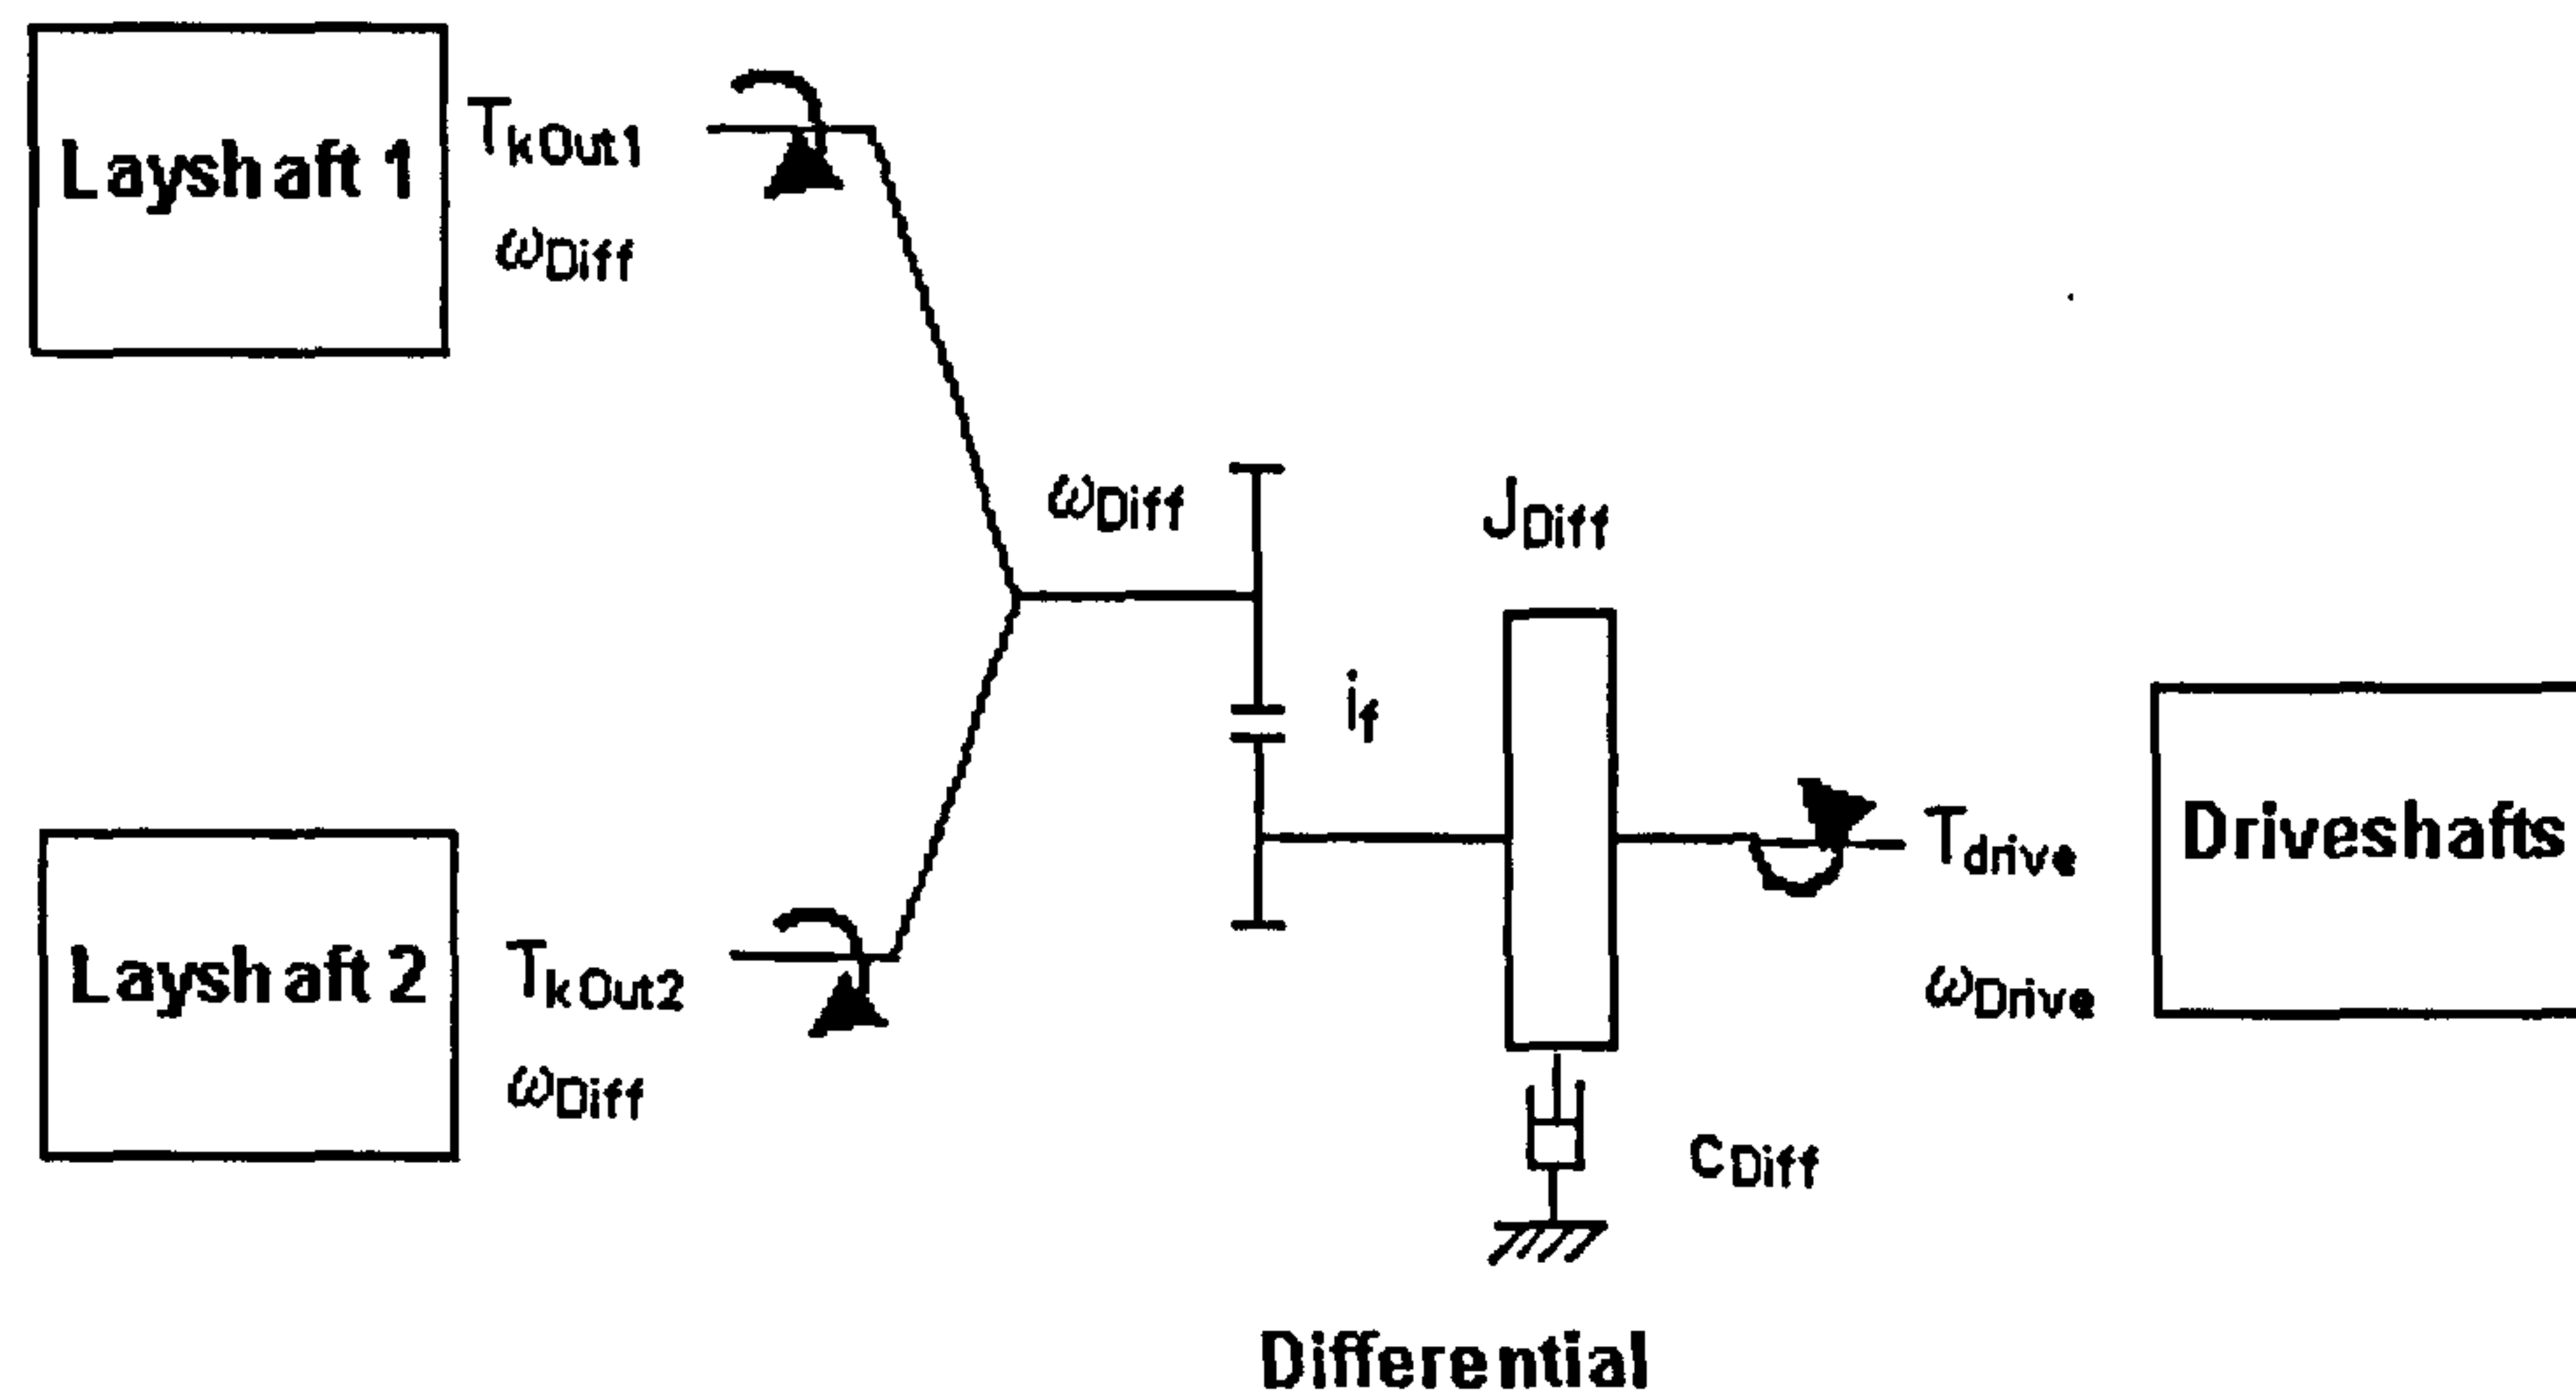 Layshaft 1
TkOut1
ωDiff
ωDiff
JDiff
if
Layshaft 2
TkOut2
ωDiff
Tdrive
ωDrive
Driveshafts
cDiff
Differential